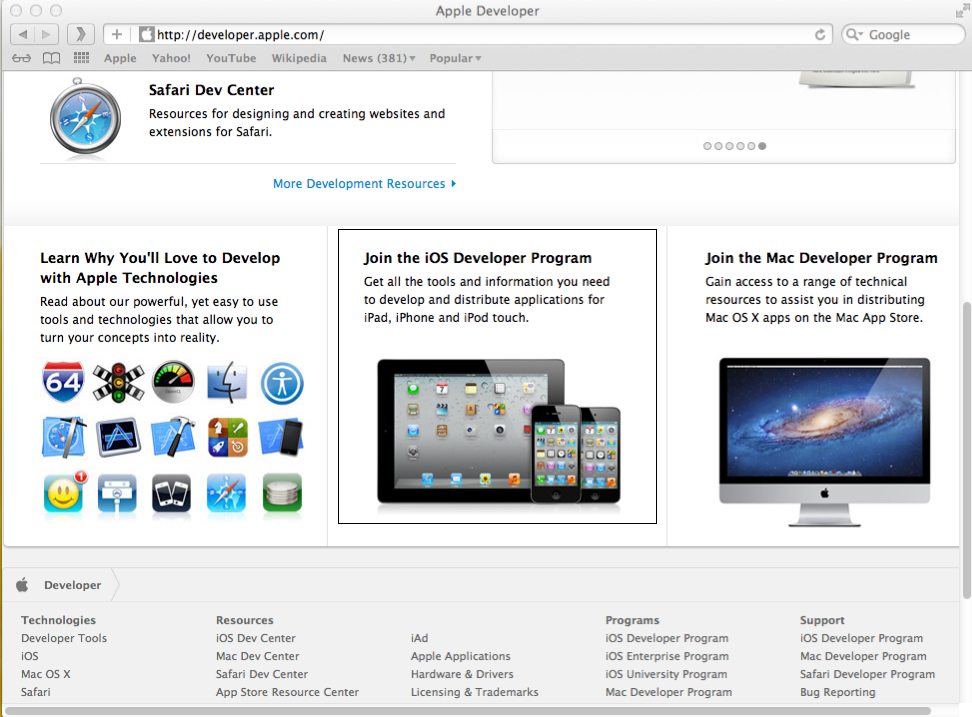 Apple Developer
http://developer.apple.com/
Google
Apple Yahoo! YouTube Wikipedia News (381) Popular
Safari Dev Center
Resources for designing and creating websites and
extensions for Safari.
More Development Resources
Learn Why You'll Love to Develop
with Apple Technologies
Read about our powerful, yet easy to use
tools and technologies that allow you to
turn your concepts into reality.
64
1
Join the iOS Developer Program
Get all the tools and information you need
to develop and distribute applications for
iPad, iPhone and iPod touch.
7
Join the Mac Developer Program
Gain access to a range of technical
resources to assist you in distributing
Mac OS X apps on the Mac App Store.
Developer
Technologies
Developer Tools
iOS
Mac OS X
Safari
Resources
iOS Dev Center
Mac Dev Center
Safari Dev Center
App Store Resource Center
iAd
Apple Applications
Hardware & Drivers
Licensing & Trademarks
Programs
iOS Developer Program
iOS Enterprise Program
iOS University Program
Mac Developer Program
Support
iOS Developer Program
Mac Developer Program
Safari Developer Program
Bug Reporting